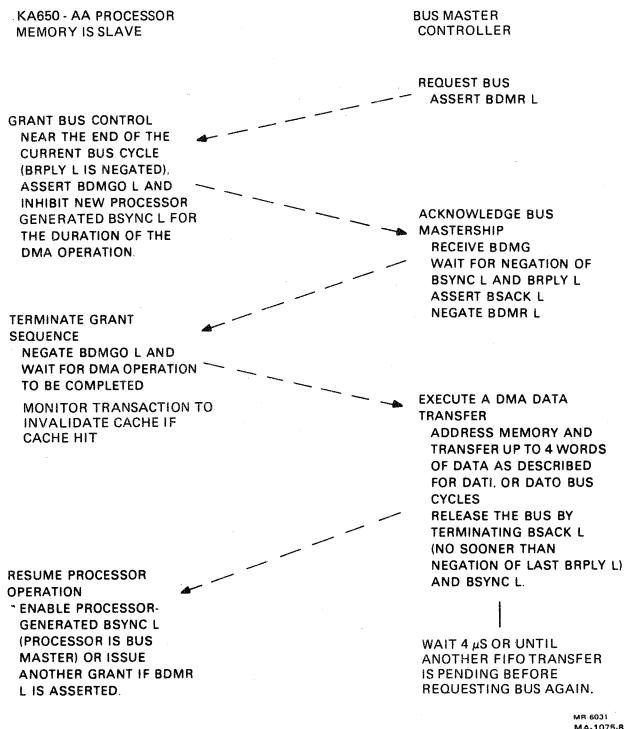 KA650-AA PROCESSOR
MEMORY IS SLAVE
BUS MASTER
CONTROLLER
REQUEST BUS
ASSERT BDMR L
GRANT BUS CONTROL
NEAR THE END OF THE
CURRENT BUS CYCLE
(BRPLY L IS NEGATED),
ASSERT BDMGO L AND
INHIBIT NEW PROCESSOR
GENERATED BSYNC L FOR
THE DURATION OF THE
DMA OPERATION.
ACKNOWLEDGE BUS
MASTERSHIP
RECEIVE BDMG
WAIT FOR NEGATION OF
BSYNC L AND BRPLY L
ASSERT BSACK L
NEGATE BDMR L
TERMINATE GRANT
SEQUENCE
NEGATE BDMGO L AND
WAIT FOR DMA OPERATION
TO BE COMPLETED
MONITOR TRANSACTION TO
INVALIDATE CACHE IF
CACHE HIT
EXECUTE A DMA DATA
TRANSFER
ADDRESS MEMORY AND
TRANSFER UP TO 4 WORDS
OF DATA AS DESCRIBED
FOR DATI, OR DATO BUS
CYCLES
RELEASE THE BUS BY
TERMINATING BSACK L
(NO SOONER THAN
NEGATION OF LAST BRPLY L)
AND BSYNC L.
RESUME PROCESSOR
OPERATION
ENABLE PROCESSOR-
GENERATED BSYNC L
(PROCESSOR IS BUS
MASTER) OR ISSUE
ANOTHER GRANT IF BDMR
L IS ASSERTED.
WAIT 4 µS OR UNTIL
ANOTHER FIFO TRANSFER
IS PENDING BEFORE
REQUESTING BUS AGAIN.
MR 6031
MA-1075-8